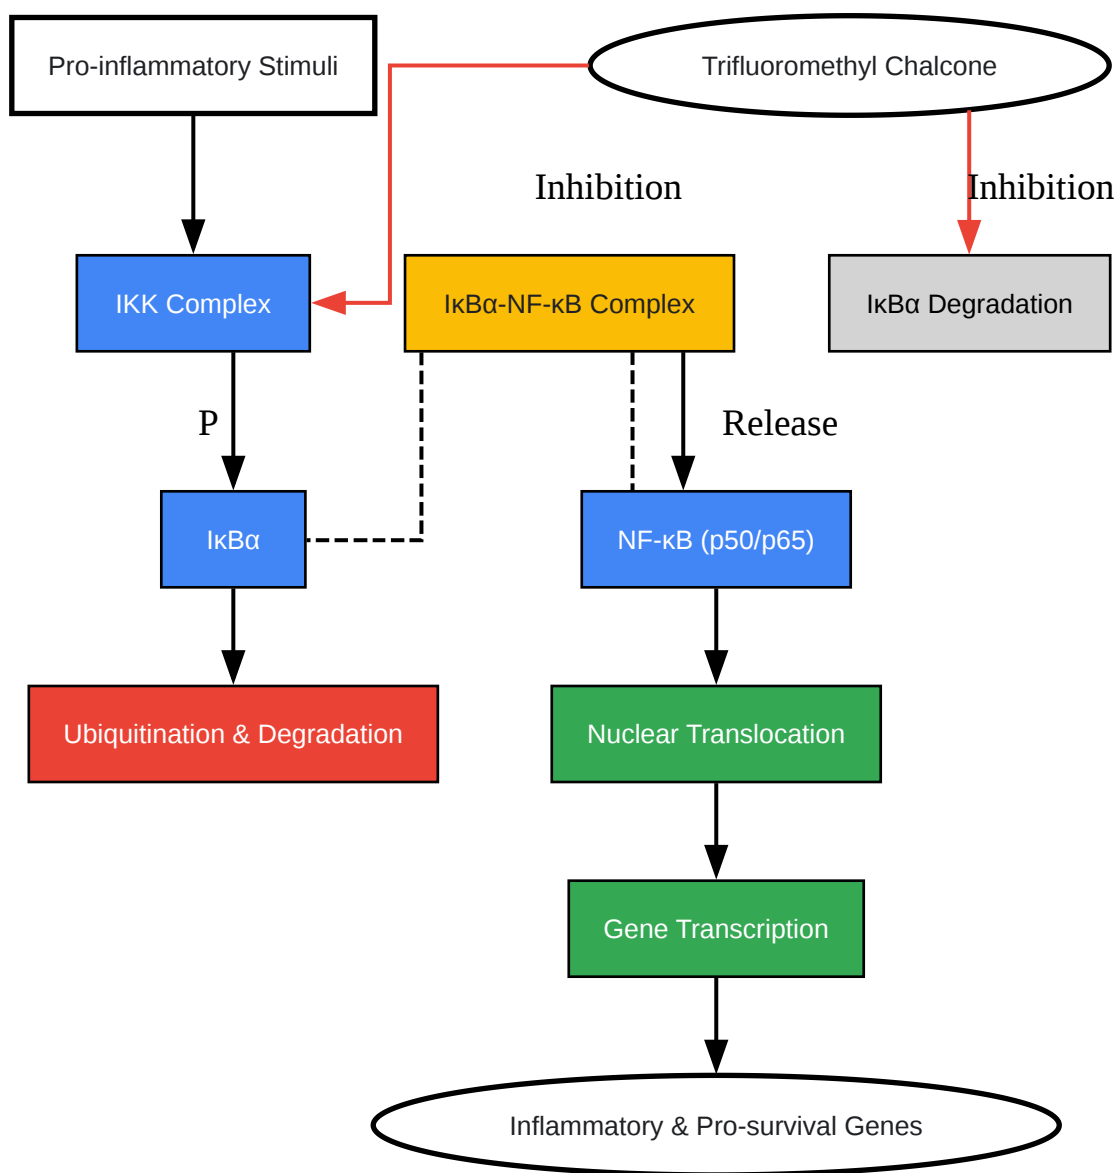 Pro-inflammatory Stimuli
Trifluoromethyl Chalcone
Inhibition
Inhibition
IKK Complex
IκBα-NF-κB Complex
IκBα Degradation
P
Release
IκBα
NF-κB (p50/p65)
Ubiquitination & Degradation
Nuclear Translocation
Gene Transcription
Inflammatory & Pro-survival Genes